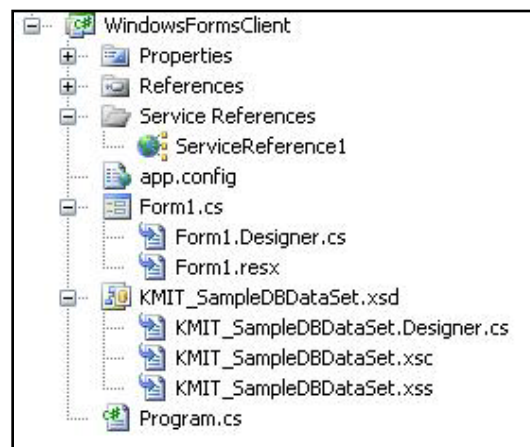 WindowsFormsClient
Properties
References
Service References
ServiceReference1
app.config
Form1.cs
Form1.Designer.cs
Form1.resx
KMIT_SampleDBDataSet.xsd
KMIT_SampleDBDataSet.Designer.cs
KMIT_SampleDBDataSet.xsc
KMIT_SampleDBDataSet.xss
Program.cs